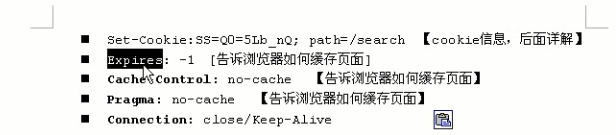 Set-Cookie:SS=Q0=5Lb_nQ; path=/search 【cookie信息，后面详解】
Expires: -1 [告诉浏览器如何缓存页面]
Cache-Control: no-cache 【告诉浏览器如何缓存页面】
Pragma: no-cache 【告诉浏览器如何缓存页面】
Connection: close/Keep-Alive